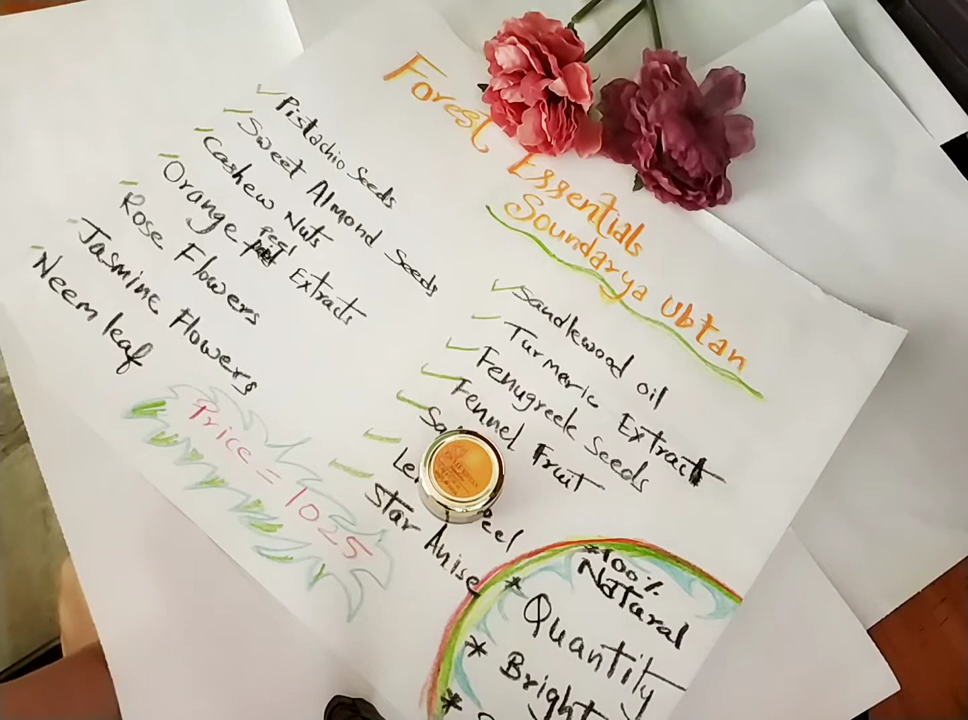 Forest Essentials
Soundarya Ubtan
Pistachio Seeds
Sweet Almond Seeds
Cashew Nuts
Orange Peel Extracts
Rose Flowers
Jasmine Flowers
Neem leaf
Price = 1025
Sandlewood oil
Turmeric Extract
Fenugreek Seeds
Fennel Fruit
Peel
Star Anise
*100%
Natural
* Quantity
* Bright
*